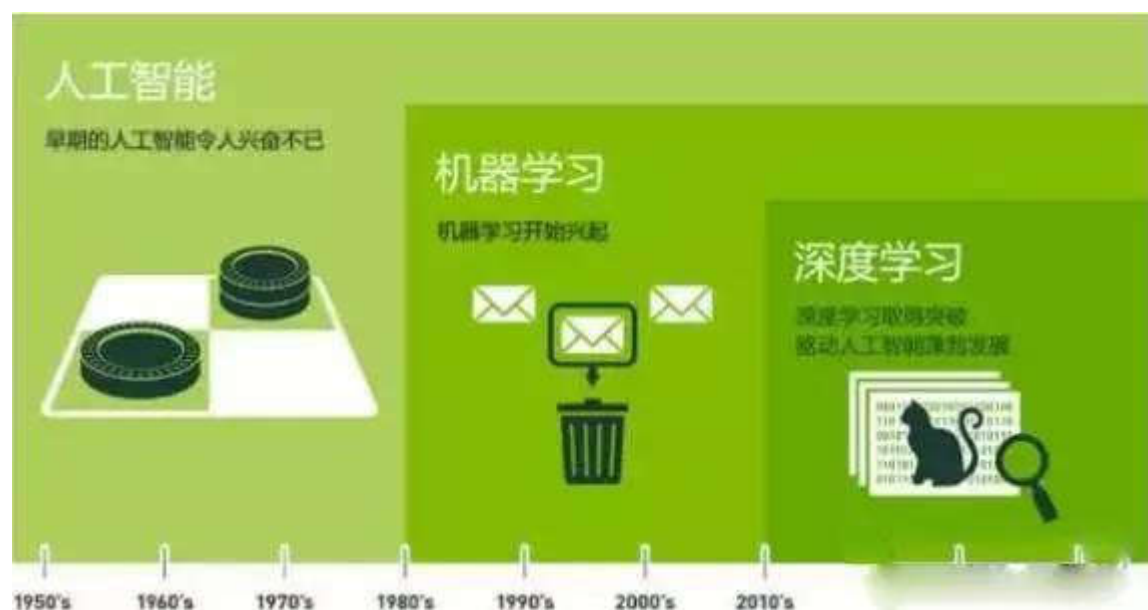 人工智能
早期的人工智能令人兴奋不已
机器学习
机器学习开始兴起
深度学习
深度学习取得突破
驱动人工智能蓬勃发展
1950's
1960's
1970's
1980's
1990's
2000's
2010's